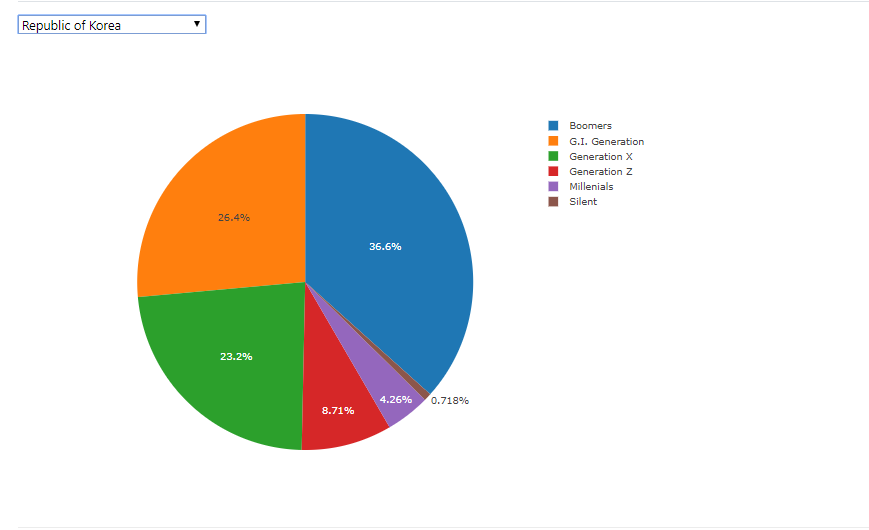 Republic of Korea
Boomers
G.I. Generation
Generation X
Generation Z
Millenials
Silent
26.4%
36.6%
23.2%
8.71%
4.26%
0.718%